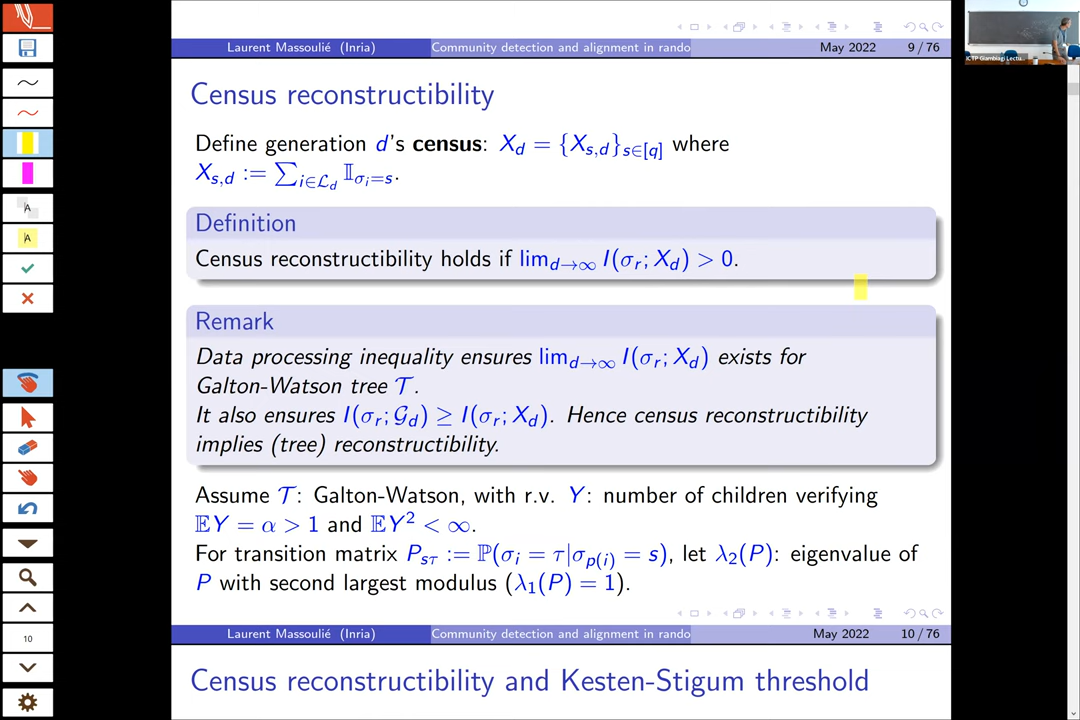 Laurent Massoulié (Inria) Community detection and alignment in rando May 2022 9 / 76
ICTP Giambiagi Lectu...
Census reconstructibility
Define generation d's census: X_d = {X_{s,d}}_{s∈[q]} where
X_{s,d} := ∑_{i∈ℒ_d} 𝕀_{σ_i=s}.
Definition
Census reconstructibility holds if lim_{d→∞} I(σ_r; X_d) > 0.
Remark
Data processing inequality ensures lim_{d→∞} I(σ_r; X_d) exists for
Galton-Watson tree 𝒯.
It also ensures I(σ_r; 𝒢_d) ≥ I(σ_r; X_d). Hence census reconstructibility
implies (tree) reconstructibility.
Assume 𝒯: Galton-Watson, with r.v. Y: number of children verifying
𝔼Y = α > 1 and 𝔼Y² < ∞.
For transition matrix P_{sτ} := ℙ(σ_i = τ|σ_{p(i)} = s), let λ₂(P): eigenvalue of
P with second largest modulus (λ₁(P) = 1).
Laurent Massoulié (Inria) Community detection and alignment in rando May 2022 10 / 76
Census reconstructibility and Kesten-Stigum threshold
A
A
10